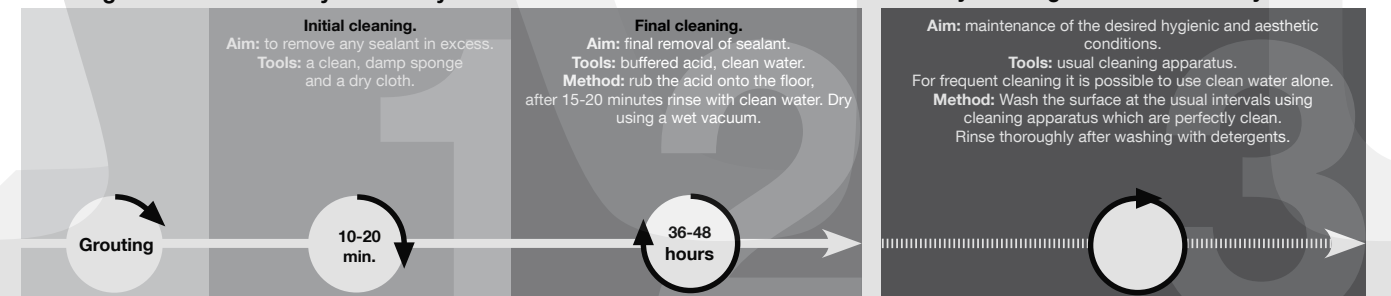 Initial cleaning.
Aim: to remove any sealant in excess.
Tools: a clean, damp sponge
and a dry cloth.
1
Grouting
10-20
min.
Final cleaning.
Aim: final removal of sealant.
Tools: buffered acid, clean water.
Method: rub the acid onto the floor,
after 15-20 minutes rinse with clean water. Dry
using a wet vacuum.
2
36-48
hours
Aim: maintenance of the desired hygienic and aesthetic
conditions.
Tools: usual cleaning apparatus.
For frequent cleaning it is possible to use clean water alone.
Method: Wash the surface at the usual intervals using
cleaning apparatus which are perfectly clean.
Rinse thoroughly after washing with detergents.
3